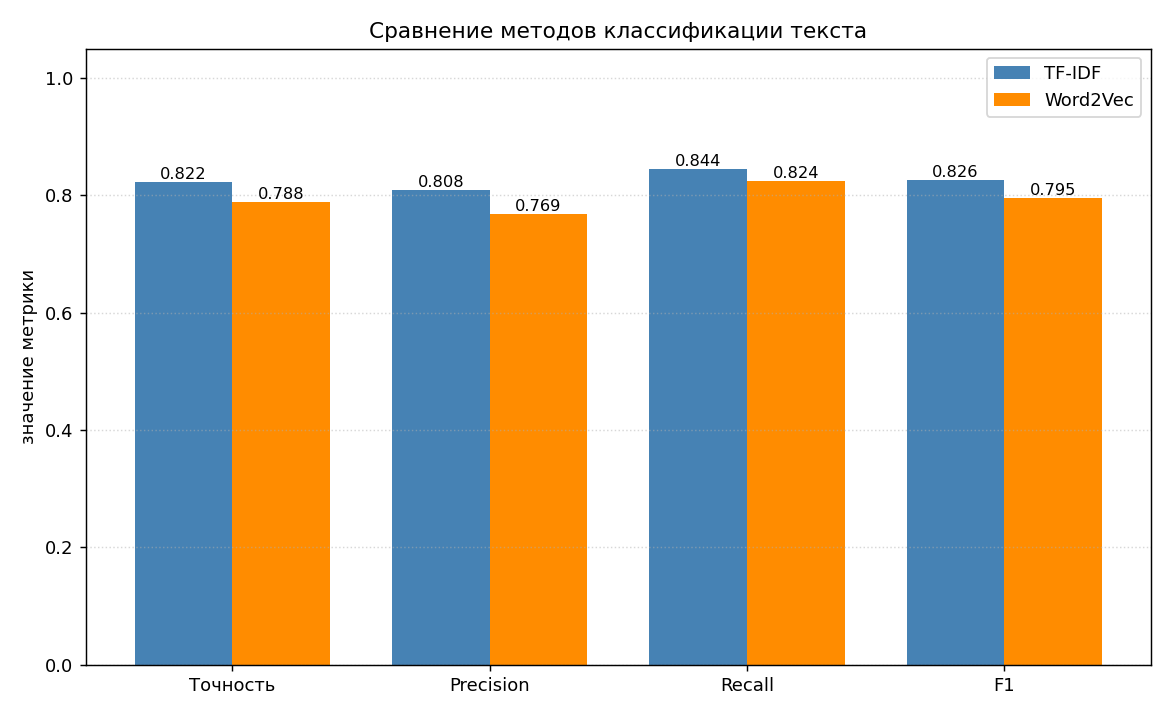 Сравнение методов классификации текста
TF-IDF
Word2Vec
значение метрики
1.0
0.8
0.6
0.4
0.2
0.0
0.822
0.788
0.808
0.769
0.844
0.824
0.826
0.795
Точность
Precision
Recall
F1